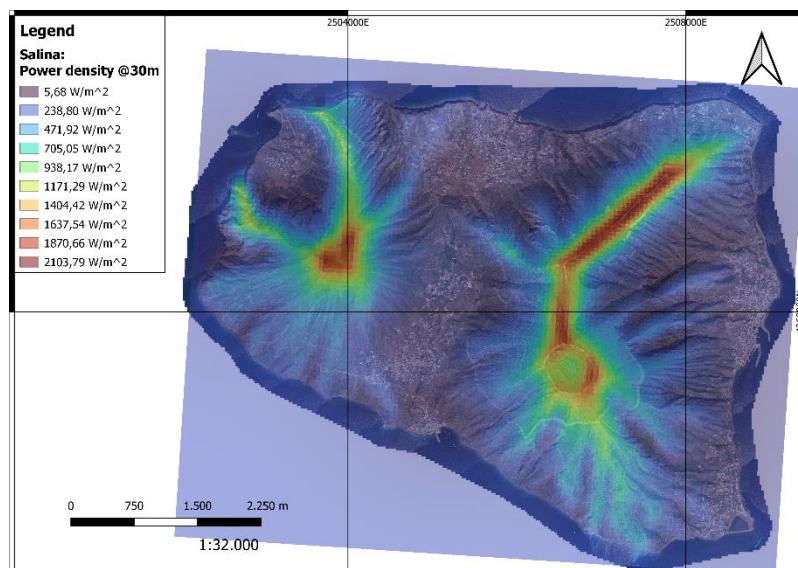 2504000E
2508000E
Legend
Salina:
Power density @30m
5,68 W/m^2
238,80 W/m^2
471,92 W/m^2
705,05 W/m^2
938,17 W/m^2
1171,29 W/m^2
1404,42 W/m^2
1637,54 W/m^2
1870,66 W/m^2
2103,79 W/m^2
0 750 1.500 2.250 m
1:32.000